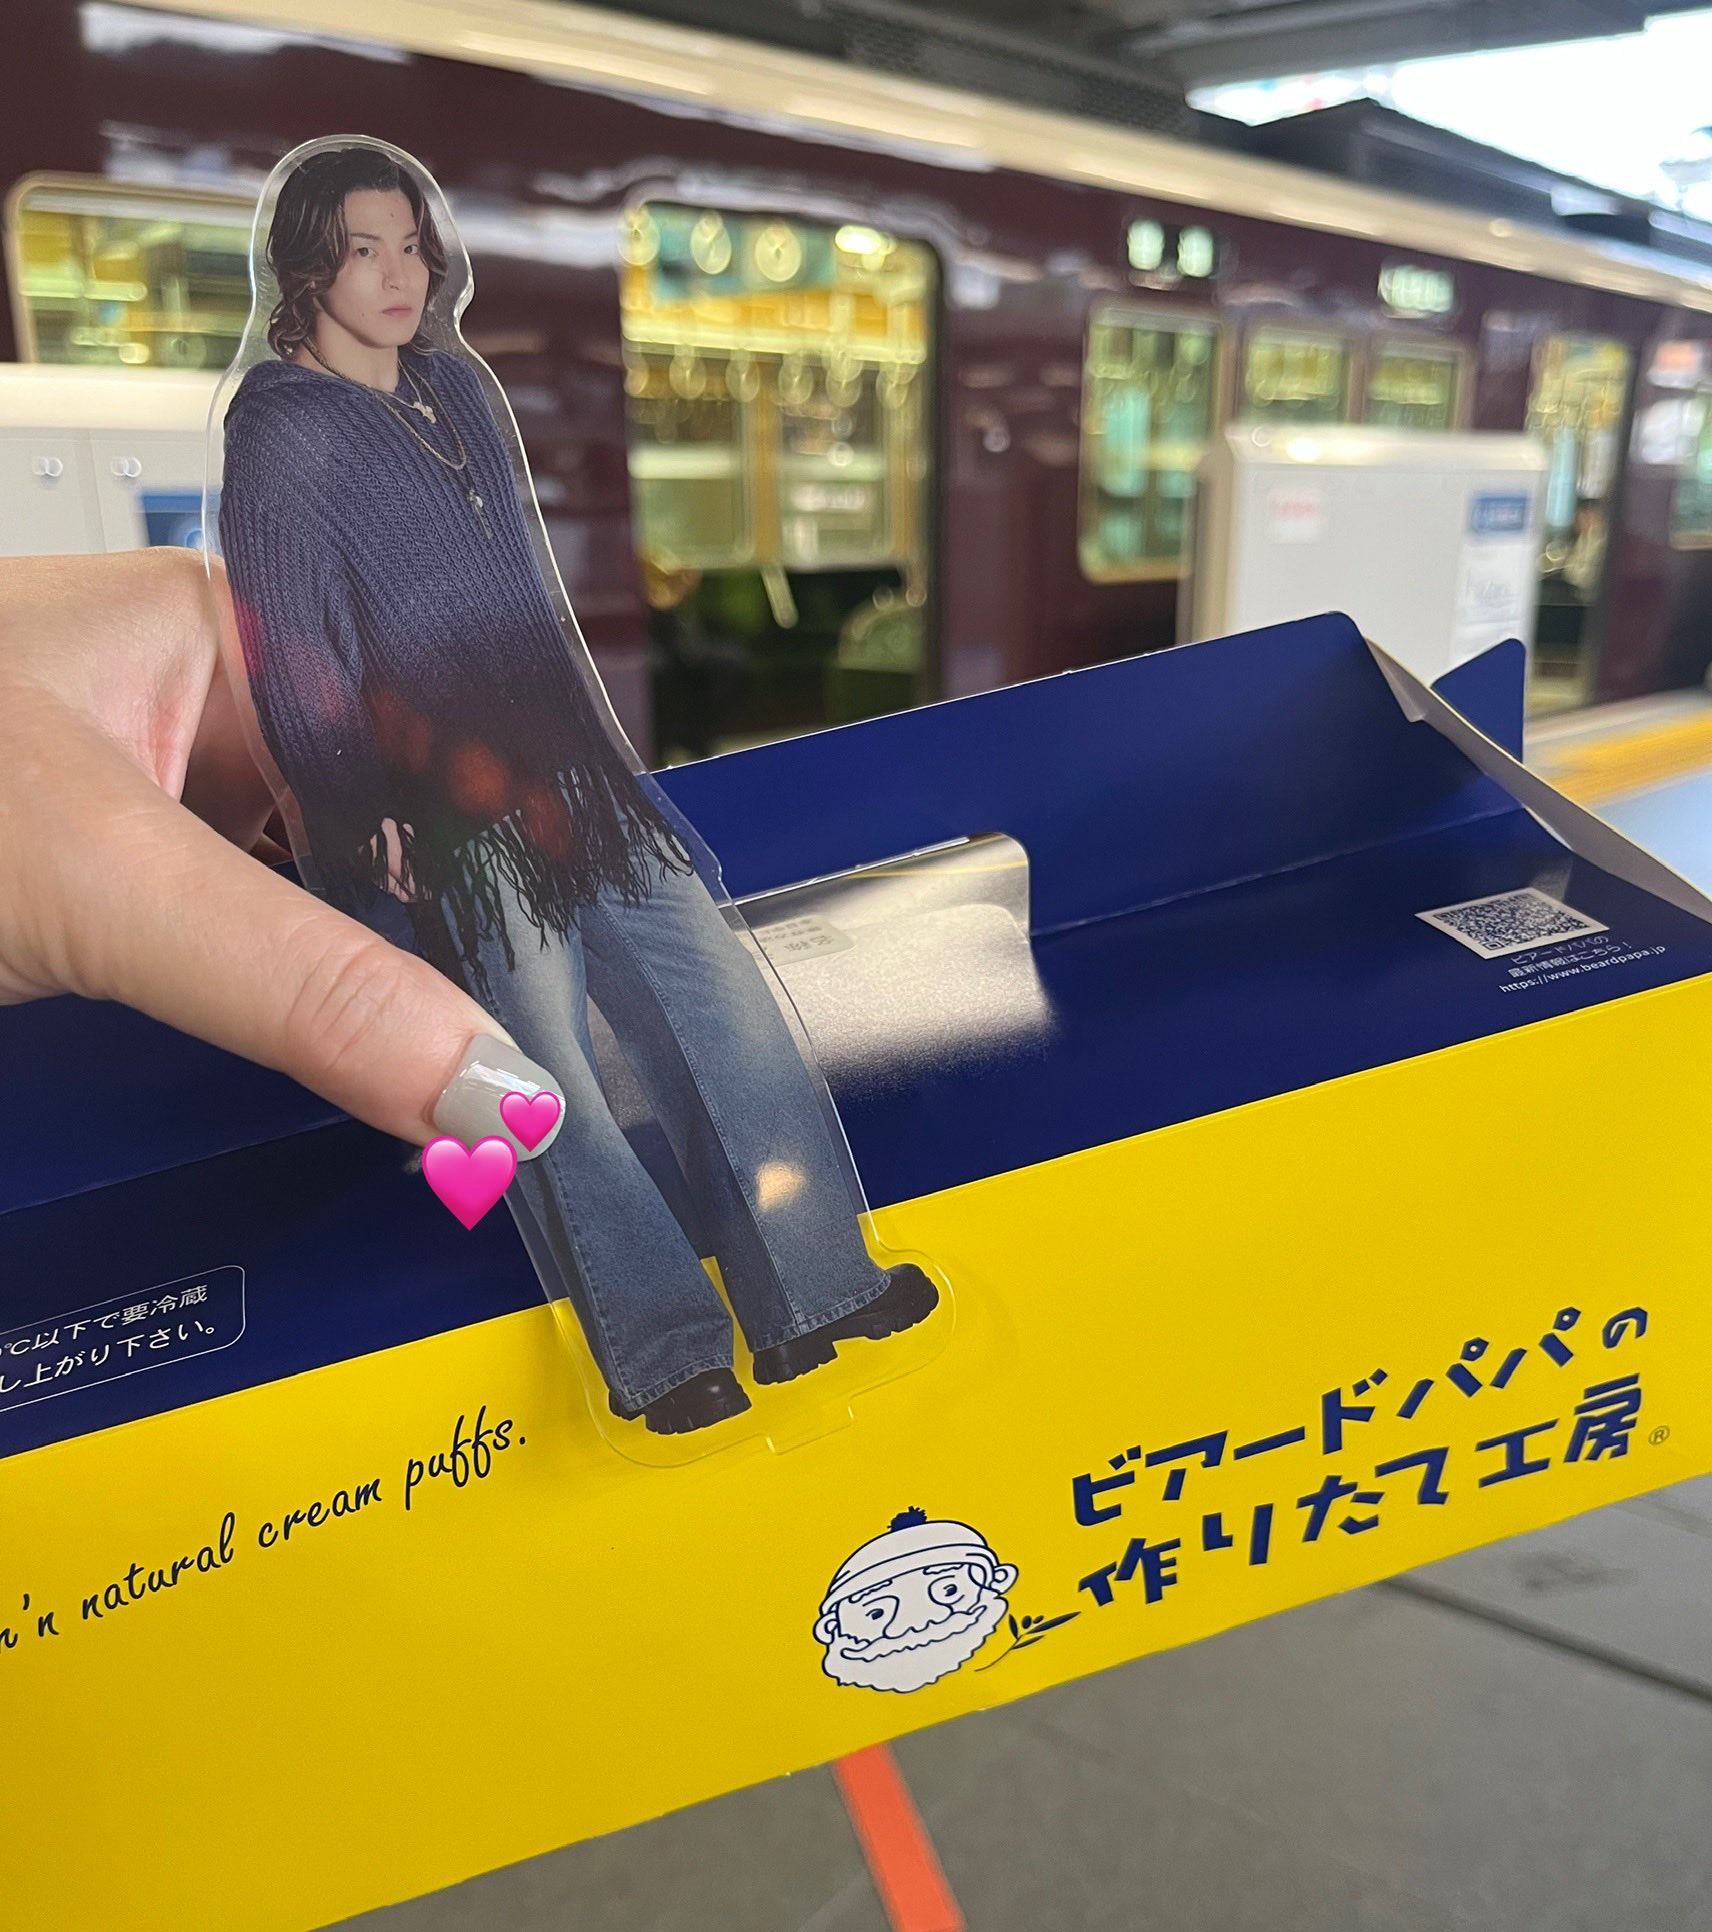 ビアードパパの
最新情報はこちら！
https://www.beardpapa.jp
℃以下で要冷蔵
し上がり下さい。
'n natural cream puffs.
ビアードパパの
作りたて工房®